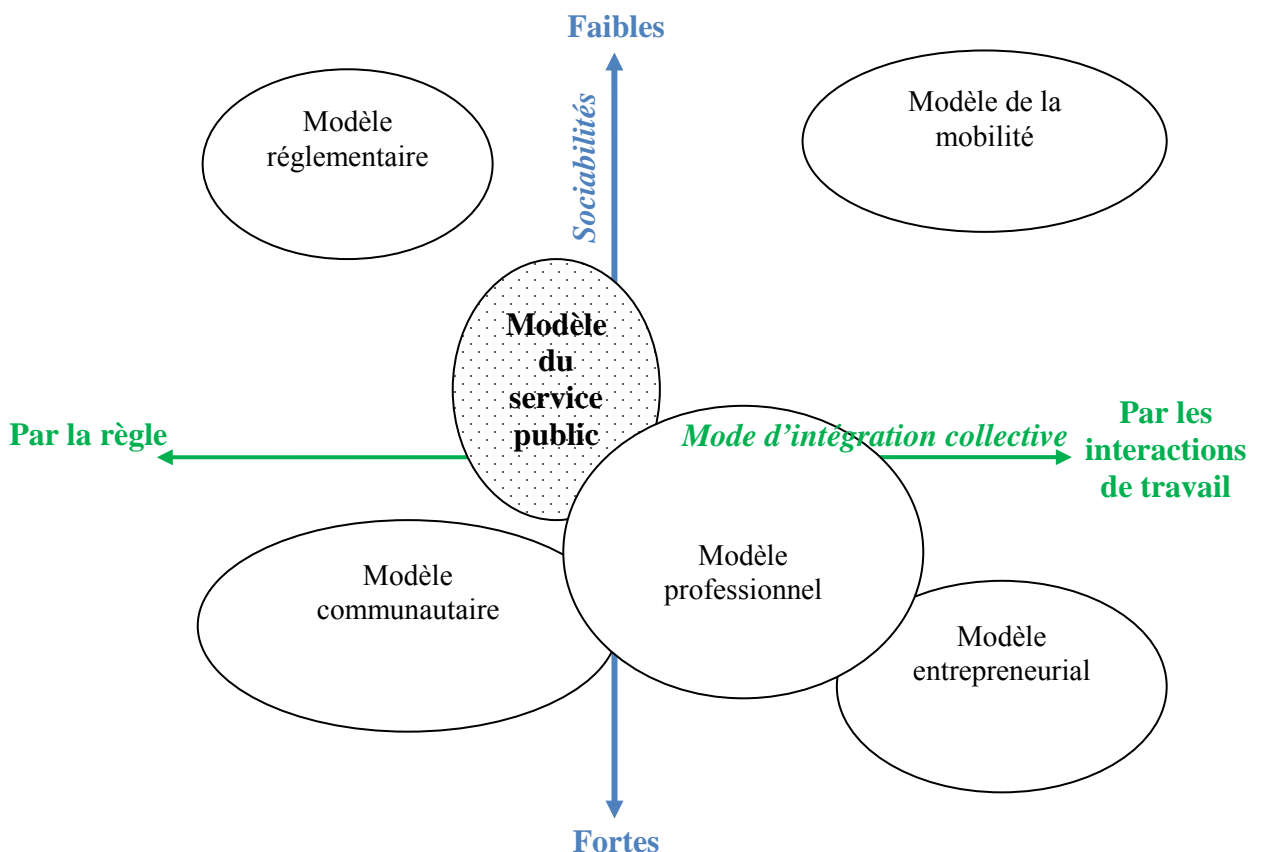 Faibles
Sociabilités
Modèle
réglementaire
Modèle de la
mobilité
Modèle
du
service
public
Par la règle
Mode d'intégration collective
Par les
interactions
de travail
Modèle
communautaire
Modèle
professionnel
Modèle
entrepreneurial
Fortes